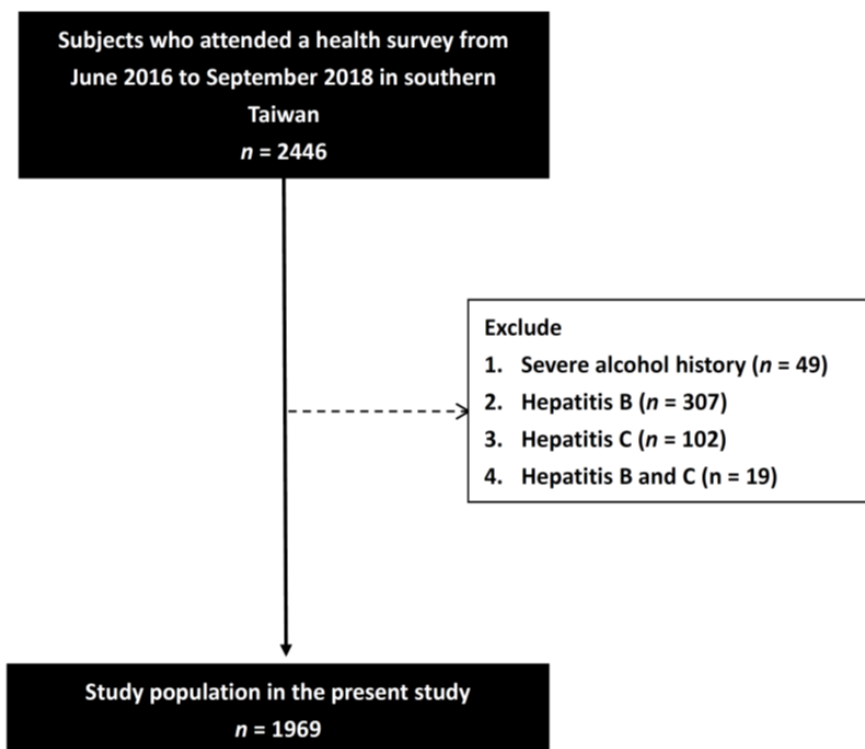 Subjects who attended a health survey from
June 2016 to September 2018 in southern
Taiwan
n = 2446
Exclude
1. Severe alcohol history (n = 49)
2. Hepatitis B (n = 307)
3. Hepatitis C (n = 102)
4. Hepatitis B and C (n = 19)
Study population in the present study
n = 1969